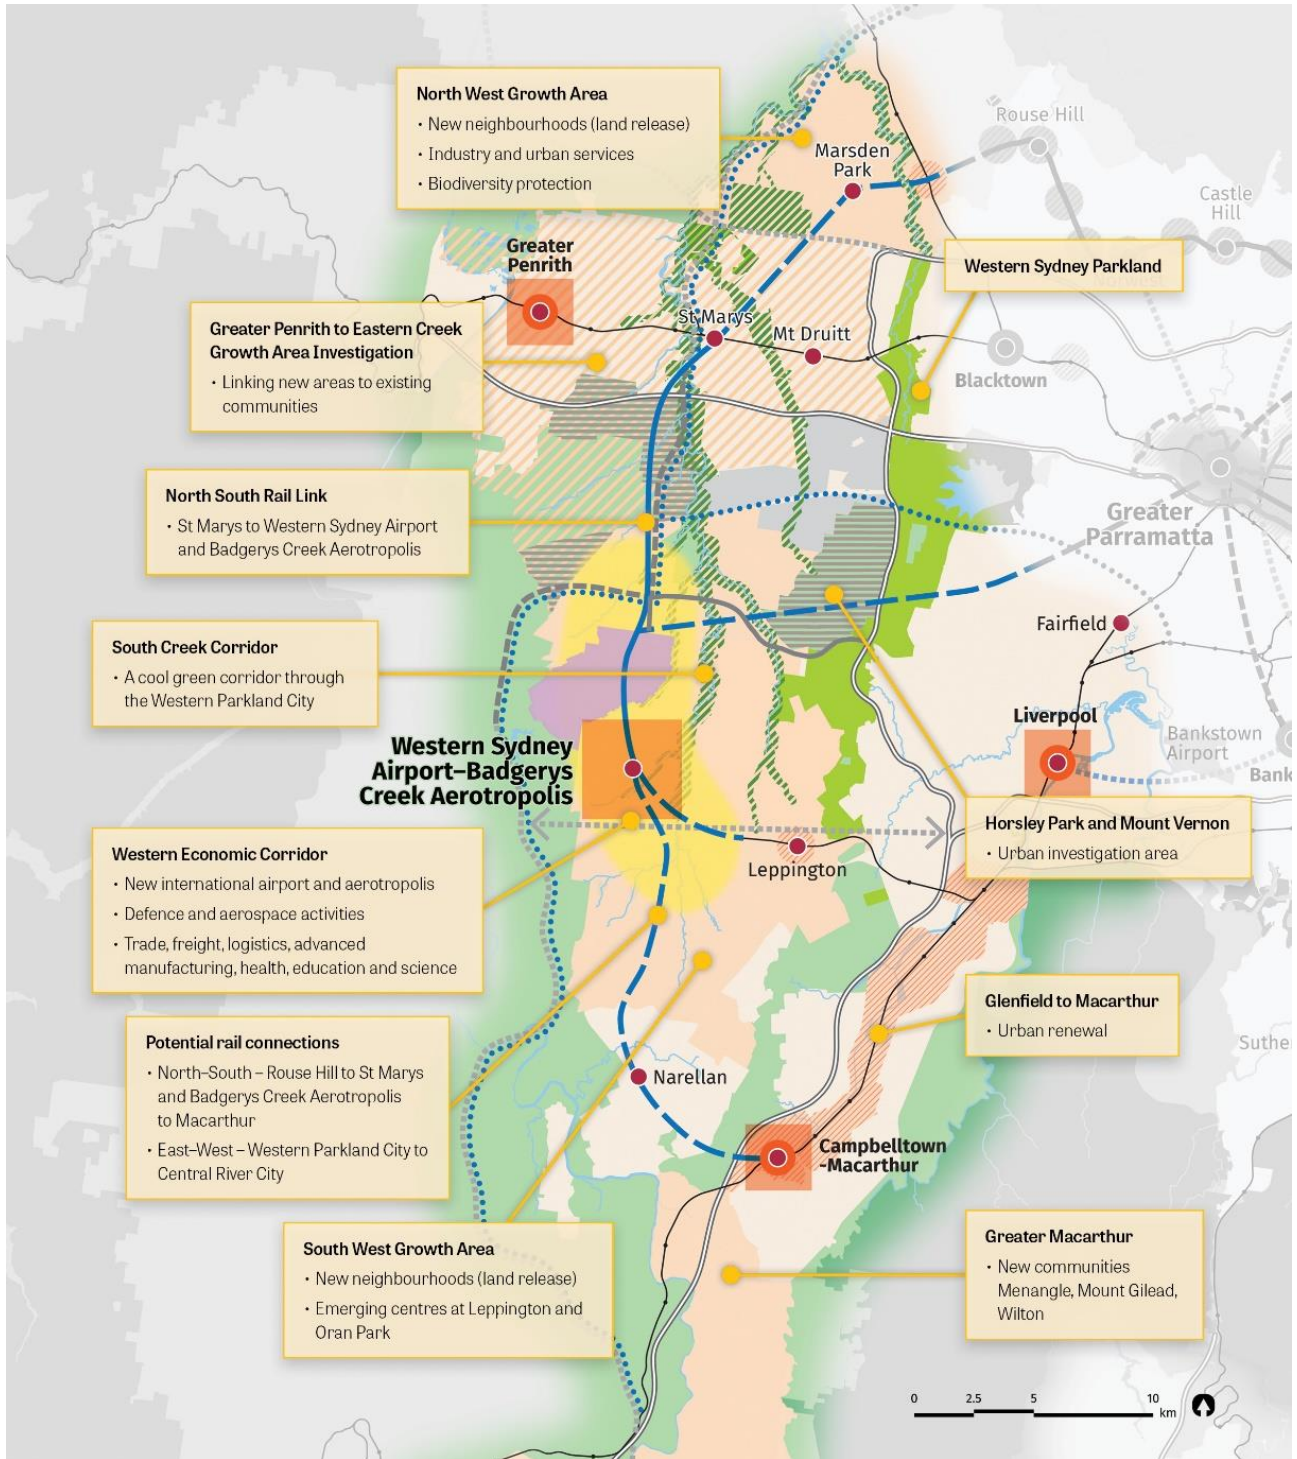 North West Growth Area
· New neighbourhoods (land release)
· Industry and urban services
· Biodiversity protection
Rouse Hill
Marsden
Park
Castle
Hill
Greater
Penrith
Western Sydney Parkland
Norwest
Greater Penrith to Eastern Creek
Growth Area Investigation
· Linking new areas to existing
communities
St Marys
Mt Druitt
Blacktown
North South Rail Link
· St Marys to Western Sydney Airport
and Badgerys Creek Aerotropolis
Greater
Parramatta
Fairfield
South Creek Corridor
· A cool green corridor through
the Western Parkland City
Liverpool
Bankstown
Airport
Bank
Western Sydney
Airport–Badgerys
Creek Aerotropolis
Horsley Park and Mount Vernon
· Urban investigation area
Western Economic Corridor
· New international airport and aerotropolis
· Defence and aerospace activities
· Trade, freight, logistics, advanced
manufacturing, health, education and science
Leppington
Glenfield to Macarthur
· Urban renewal
Potential rail connections
· North–South – Rouse Hill to St Marys
and Badgerys Creek Aerotropolis
to Macarthur
· East–West – Western Parkland City to
Central River City
Suther
Narellan
Campbelltown
-Macarthur
South West Growth Area
· New neighbourhoods (land release)
· Emerging centres at Leppington and
Oran Park
Greater Macarthur
· New communities
Menangle, Mount Gilead,
Wilton
0 2.5 5 10
km